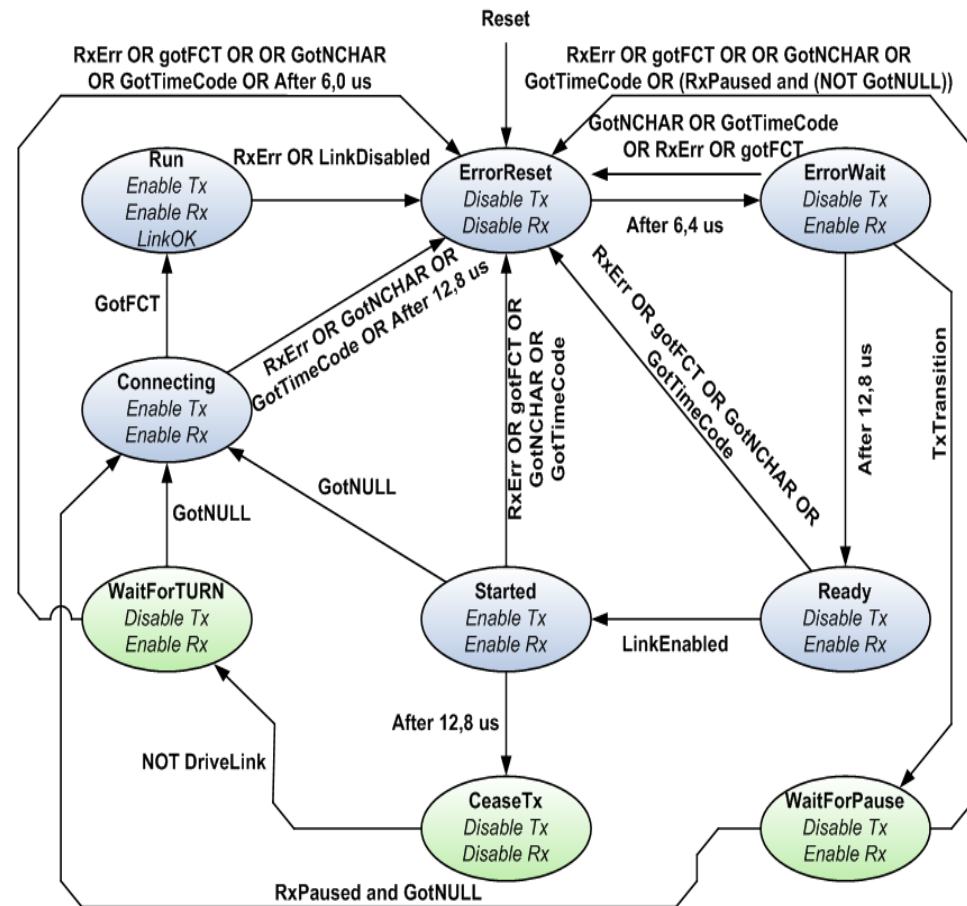 Reset
RxErr OR gotFCT OR OR GotNCHAR
OR GotTimeCode OR After 6,0 us
RxErr OR gotFCT OR OR GotNCHAR OR
GotTimeCode OR (RxPaused and (NOT GotNULL))
GotNCHAR OR GotTimeCode
OR RxErr OR gotFCT
Run
Enable Tx
Enable Rx
LinkOK
RxErr OR LinkDisabled
ErrorReset
Disable Tx
Disable Rx
After 6,4 us
ErrorWait
Disable Tx
Enable Rx
GotFCT
RxErr OR GotNCHAR OR
GotTimeCode OR After 12,8 us
RxErr OR gotFCT OR
GotNCHAR OR
GotTimeCode
RxErr OR gotFCT OR GotNCHAR OR
GotTimeCode
After 12,8 us
TxTransition
Connecting
Enable Tx
Enable Rx
GotNULL
GotNULL
WaitForTURN
Disable Tx
Enable Rx
Started
Enable Tx
Enable Rx
LinkEnabled
Ready
Disable Tx
Enable Rx
After 12,8 us
NOT DriveLink
CeaseTx
Disable Tx
Disable Rx
WaitForPause
Disable Tx
Enable Rx
RxPaused and GotNULL